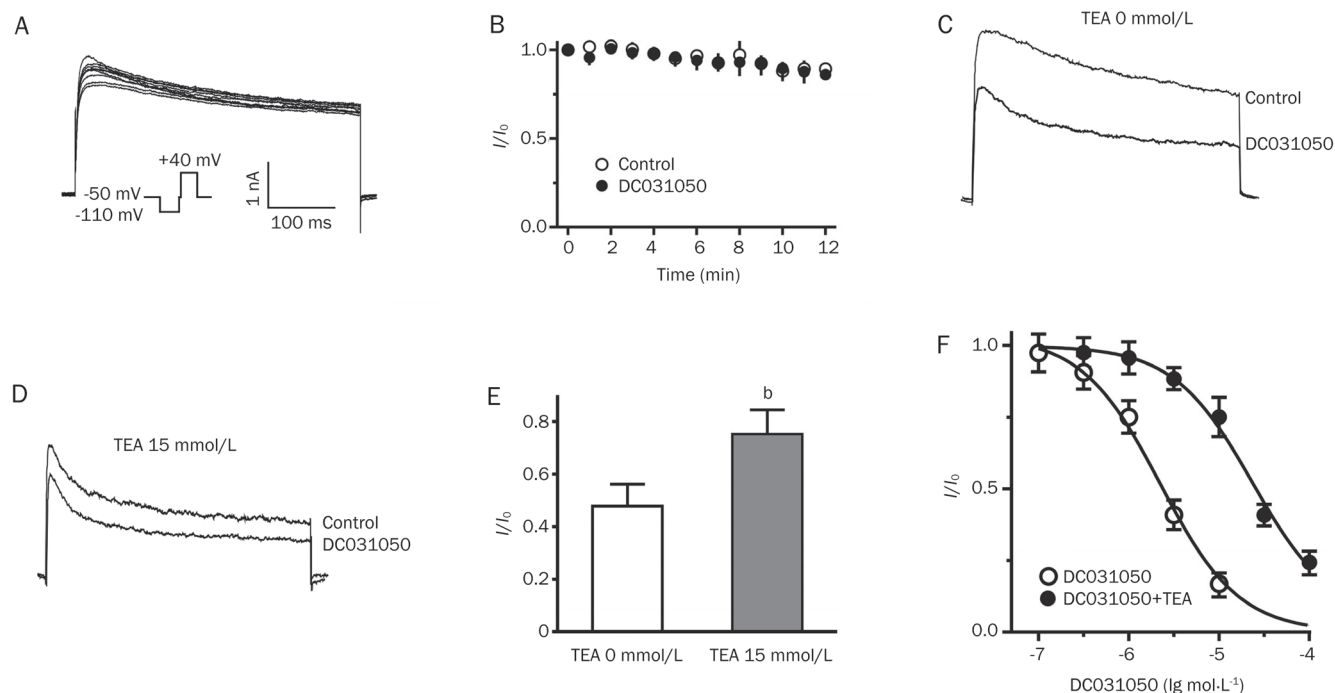 A
+40 mV
-50 mV
-110 mV
1 nA
100 ms
B
1.0
0.5
0.0
I/I₀
Control
DC031050
0 2 4 6 8 10 12
Time (min)
C
TEA 0 mmol/L
Control
DC031050
D
TEA 15 mmol/L
Control
DC031050
E
b
0.8
0.6
0.4
0.2
0
I/I₀
TEA 0 mmol/L TEA 15 mmol/L
F
1.0
0.5
0.0
I/I₀
DC031050
DC031050+TEA
-7 -6 -5 -4
DC031050 (lg mol·L⁻¹)